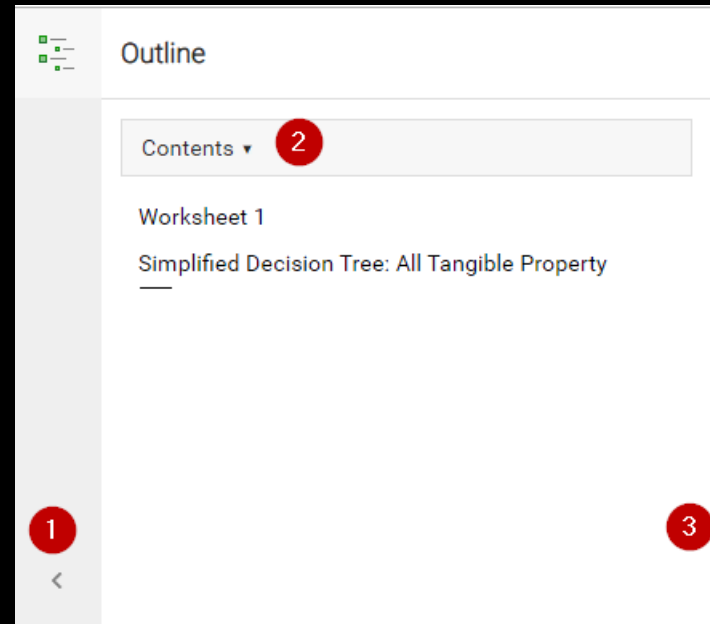 Outline
Contents ▾ 2
Worksheet 1
Simplified Decision Tree: All Tangible Property
1
3